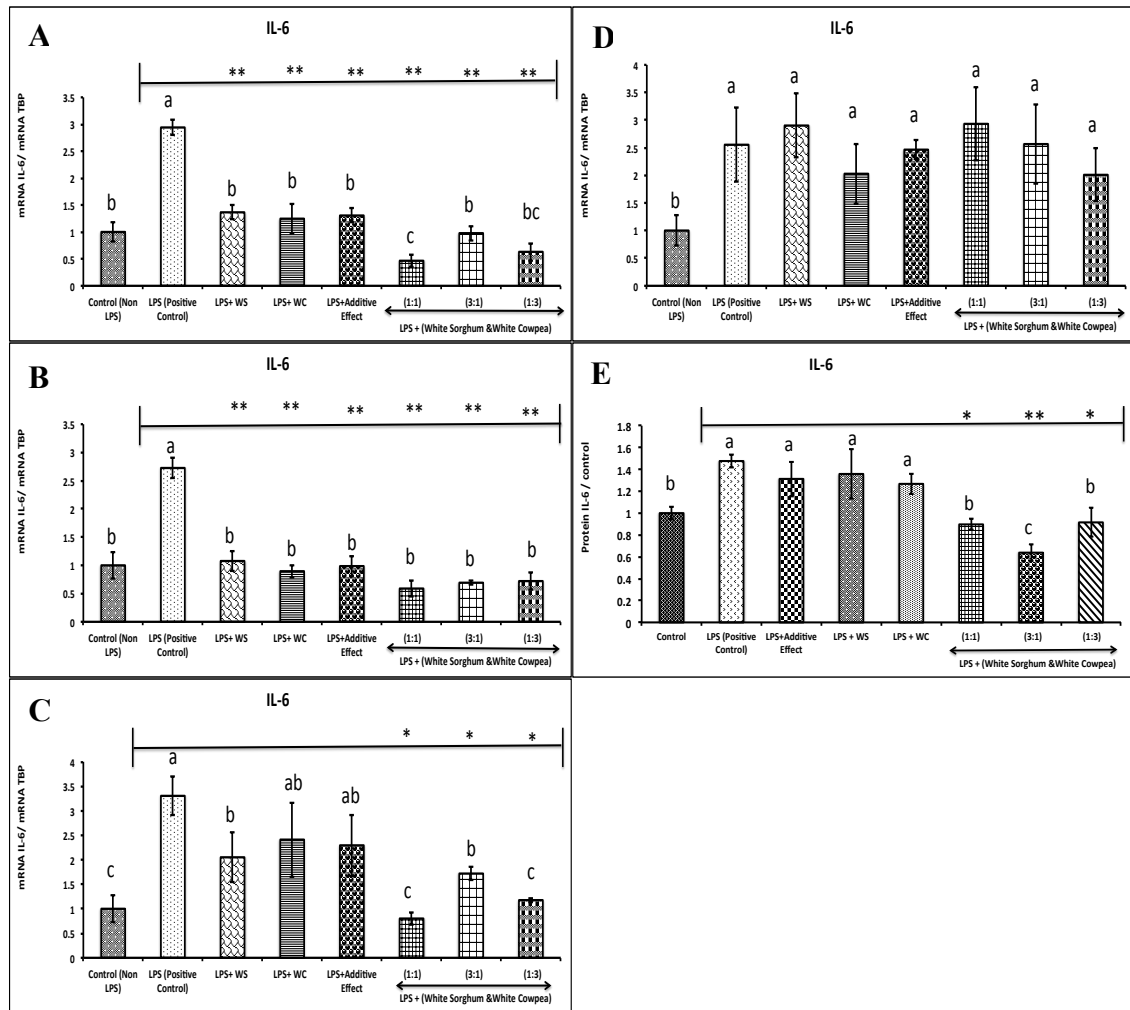 A
IL-6
** ** ** ** ** **
mRNA IL-6/ mRNA TBP
3.5
3
2.5
2
1.5
1
0.5
0
b a b b b c b bc
Control (Non LPS) LPS (Positive Control) LPS+ WS LPS+ WC LPS+Additive Effect (1:1) (3:1) (1:3)
LPS + (White Sorghum &White Cowpea)
B
IL-6
** ** ** ** ** **
mRNA IL-6/ mRNA TBP
3.5
3
2.5
2
1.5
1
0.5
0
b a b b b b b b
Control (Non LPS) LPS (Positive Control) LPS+ WS LPS+ WC LPS+Additive Effect (1:1) (3:1) (1:3)
LPS + (White Sorghum &White Cowpea)
C
IL-6
* * *
mRNA IL-6/ mRNA TBP
4
3.5
3
2.5
2
1.5
1
0.5
0
c a b ab ab c b c
Control (Non LPS) LPS (Positive Control) LPS+ WS LPS+ WC LPS+Additive Effect (1:1) (3:1) (1:3)
LPS + (White Sorghum &White Cowpea)
D
IL-6
mRNA IL-6/ mRNA TBP
4
3.5
3
2.5
2
1.5
1
0.5
0
b a a a a a a a
Control (Non LPS) LPS (Positive Control) LPS+ WS LPS+ WC LPS+Additive Effect (1:1) (3:1) (1:3)
LPS + (White Sorghum &White Cowpea)
E
IL-6
* ** *
Protein IL-6 / control
1.8
1.6
1.4
1.2
1
0.8
0.6
0.4
0.2
0
b a a a a b c b
Control LPS (Positive Control) LPS+Additive Effect LPS + WS LPS + WC (1:1) (3:1) (1:3)
LPS + (White Sorghum &White Cowpea)